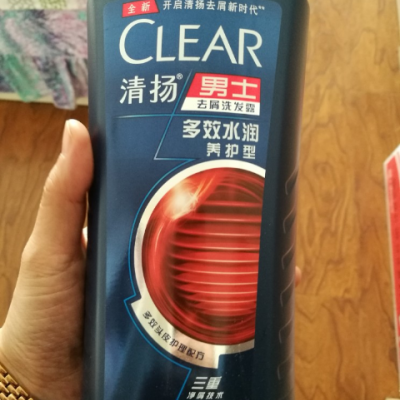 全新 开启清扬去屑新时代**
CLEAR
清扬® 男士
去屑洗发露
多效水润
养护型
多效头皮护理配方
三重
净屑技术